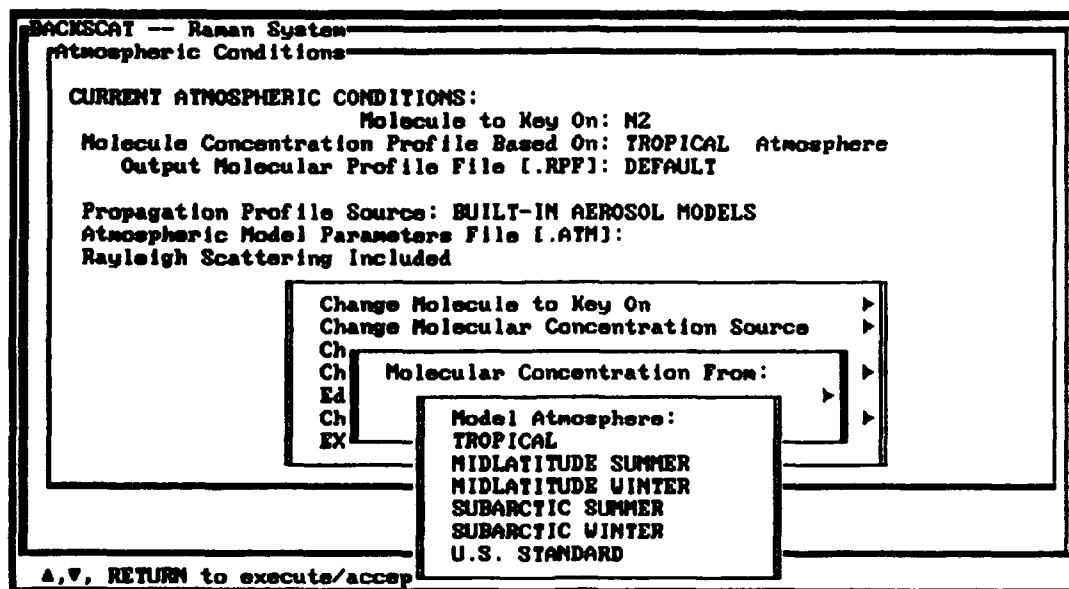 BACKSCAT -- Raman System
Atmospheric Conditions
CURRENT ATMOSPHERIC CONDITIONS:
Molecule to Key On: N2
Molecule Concentration Profile Based On: TROPICAL Atmosphere
Output Molecular Profile File [.RPF]: DEFAULT
Propagation Profile Source: BUILT-IN AEROSOL MODELS
Atmospheric Model Parameters File [.ATM]:
Rayleigh Scattering Included
Change Molecule to Key On ►
Change Molecular Concentration Source ►
Ch
Ch ►
Ed
Ch ►
EX
Molecular Concentration From:
►
Model Atmosphere:
TROPICAL
MIDLATITUDE SUMMER
MIDLATITUDE WINTER
SUBARCTIC SUMMER
SUBARCTIC WINTER
U.S. STANDARD
▲,▼, RETURN to execute/accep